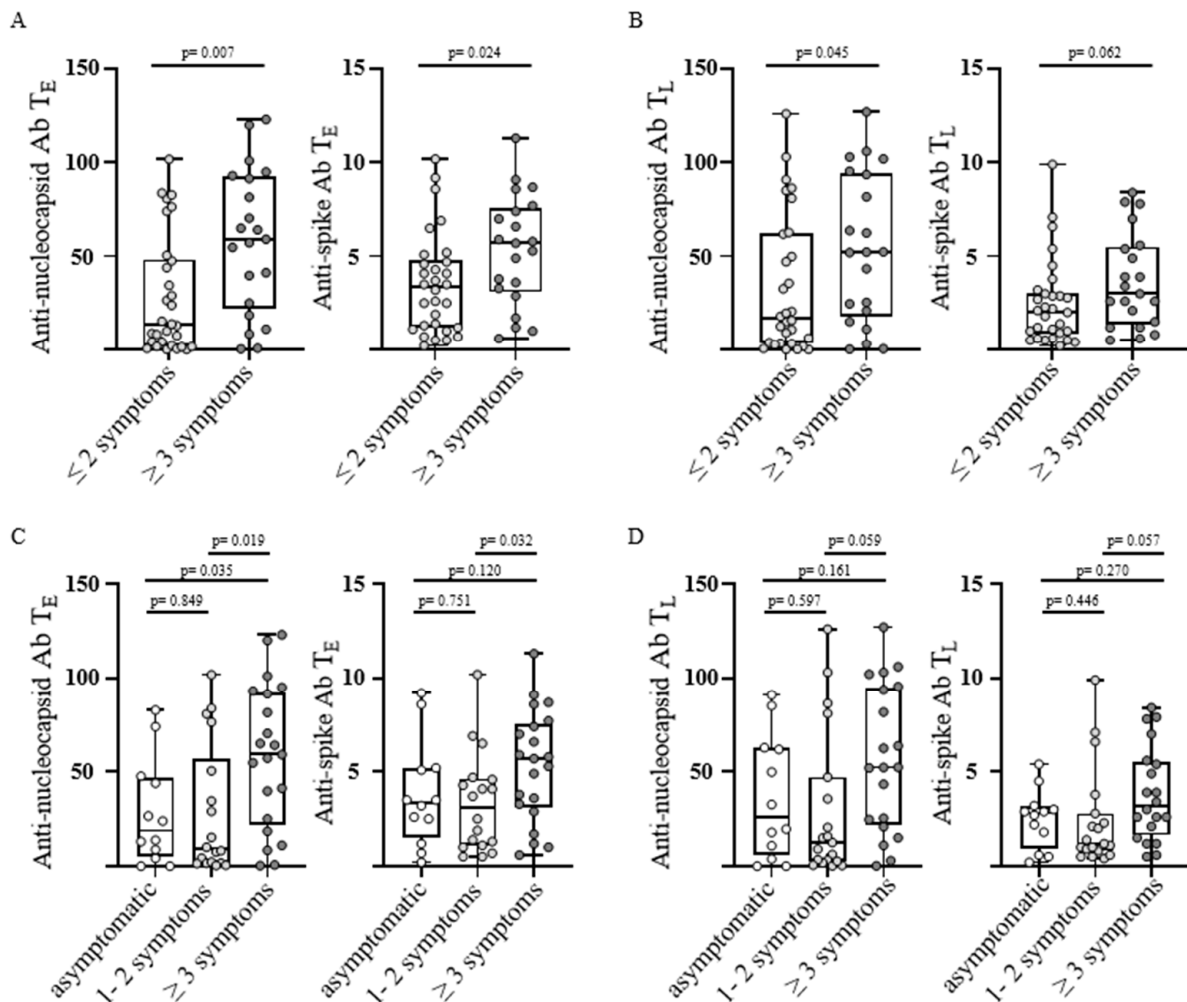 A
p= 0.007
150
100
50
Anti-nucleocapsid Ab TE
≤ 2 symptoms
≥ 3 symptoms
p= 0.024
15
10
5
Anti-spike Ab TE
≤ 2 symptoms
≥ 3 symptoms
B
p= 0.045
150
100
50
Anti-nucleocapsid Ab TL
≤ 2 symptoms
≥ 3 symptoms
p= 0.062
15
10
5
Anti-spike Ab TL
≤ 2 symptoms
≥ 3 symptoms
C
p= 0.019
p= 0.035
p= 0.849
150
100
50
Anti-nucleocapsid Ab TE
asymptomatic
1- 2 symptoms
≥ 3 symptoms
p= 0.032
p= 0.120
p= 0.751
15
10
5
Anti-spike Ab TE
asymptomatic
1- 2 symptoms
≥ 3 symptoms
D
p= 0.059
p= 0.161
p= 0.597
150
100
50
Anti-nucleocapsid Ab TL
asymptomatic
1- 2 symptoms
≥ 3 symptoms
p= 0.057
p= 0.270
p= 0.446
15
10
5
Anti-spike Ab TL
asymptomatic
1- 2 symptoms
≥ 3 symptoms